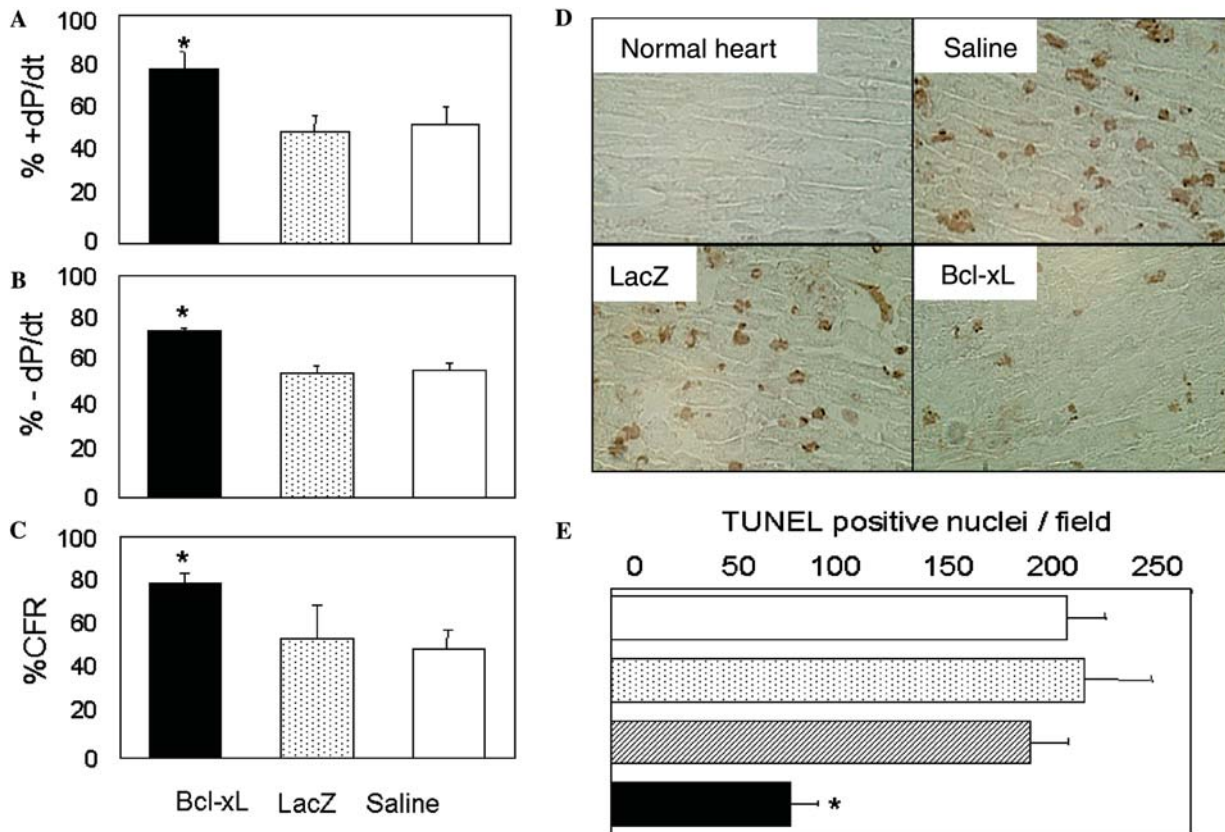 A
100
80
60
40
20
0
% +dP/dt
*
B
100
80
60
40
20
0
% - dP/dt
*
C
100
80
60
40
20
0
%CFR
*
Bcl-xL LacZ Saline
D
Normal heart
Saline
LacZ
Bcl-xL
E
TUNEL positive nuclei / field
0 50 100 150 200 250
*